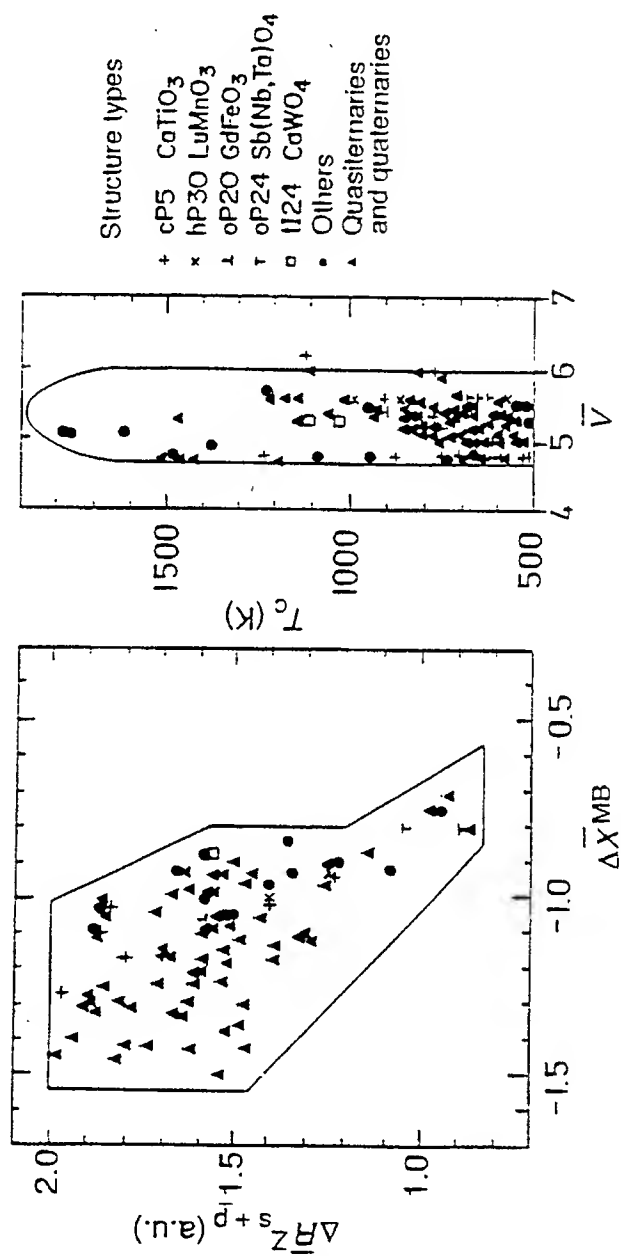 2.0
1.5
1.0
ΔR̄ᶻₛ₊ₚ (a.u.)
-1.5
-1.0
-0.5
ΔX̄ᴹᴮ
1500
1000
500
T_c (K)
4
5
6
7
V̄
Structure types
+ cP5 CaTiO₃
× hP30 LuMnO₃
⊥ oP20 GdFeO₃
⊤ oP24 Sb(Nb,Ta)O₄
□ tI24 CaWO₄
• Others
▲ Quasiternaries
and quaternaries